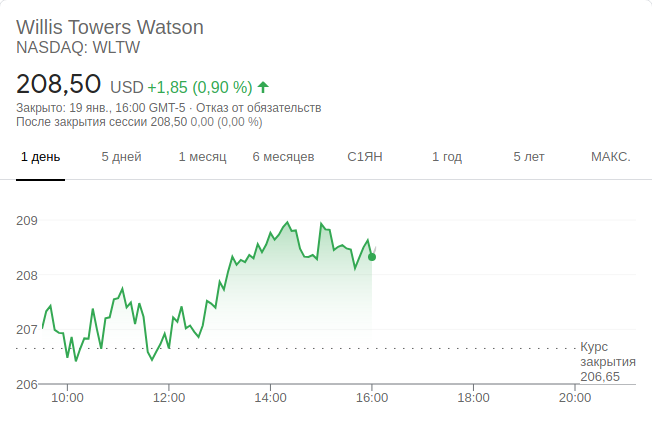 Willis Towers Watson
NASDAQ: WLTW
208,50 USD +1,85 (0,90 %)
Закрыто: 19 янв., 16:00 GMT-5 · Отказ от обязательств
После закрытия сессии 208,50 0,00 (0,00 %)
1 день 5 дней 1 месяц 6 месяцев С1ЯН 1 год 5 лет МАКС.
209
208
207
Курс
закрытия
206,65
206
10:00 12:00 14:00 16:00 18:00 20:00